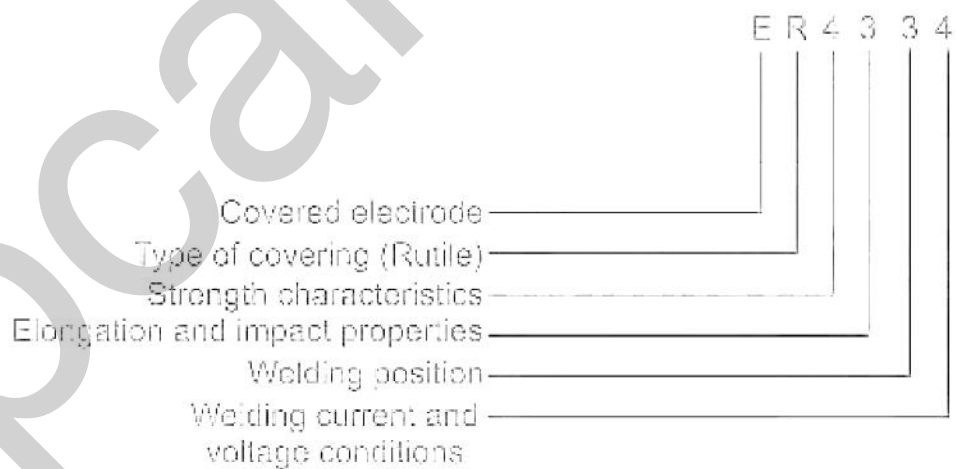 E R 4 3 3 4
Covered electrode
Type of covering (Rutile)
Strength characteristics
Elongation and impact properties
Welding position
Welding current and
voltage conditions